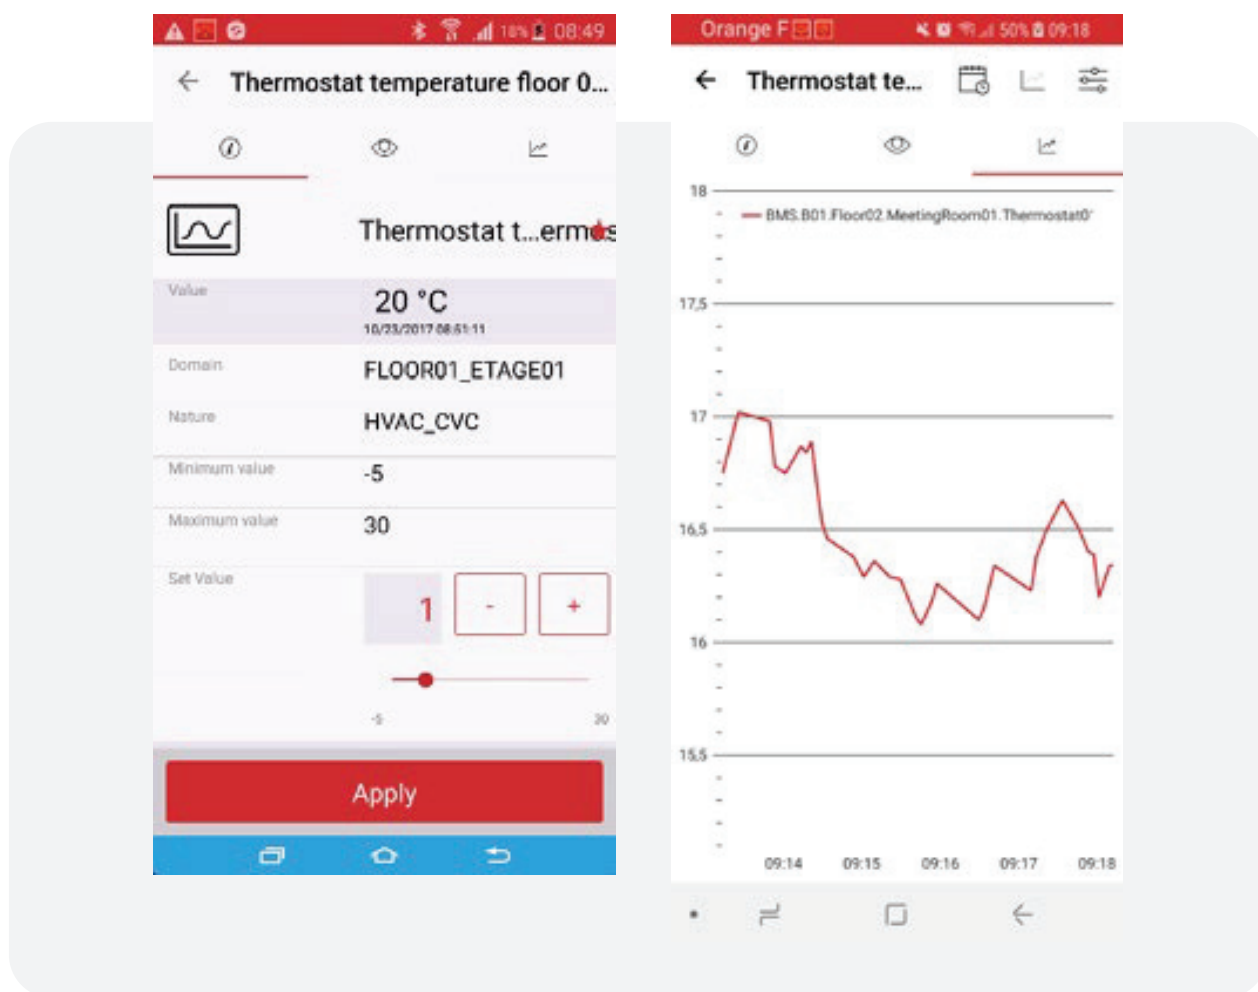 18% 08:49
Thermostat temperature floor 0...
Thermostat t...ermos
Value
20 °C
10/23/2017 08:51:11
Domain
FLOOR01_ETAGE01
Nature
HVAC_CVC
Minimum value
-5
Maximum value
30
Set Value
1
-
+
-5
30
Apply
Orange F
50% 09:18
Thermostat te...
18
BMS.B01.Floor02.MeetingRoom01.Thermostat0
17,5
17
16,5
16
15,5
09:14 09:15 09:16 09:17 09:18